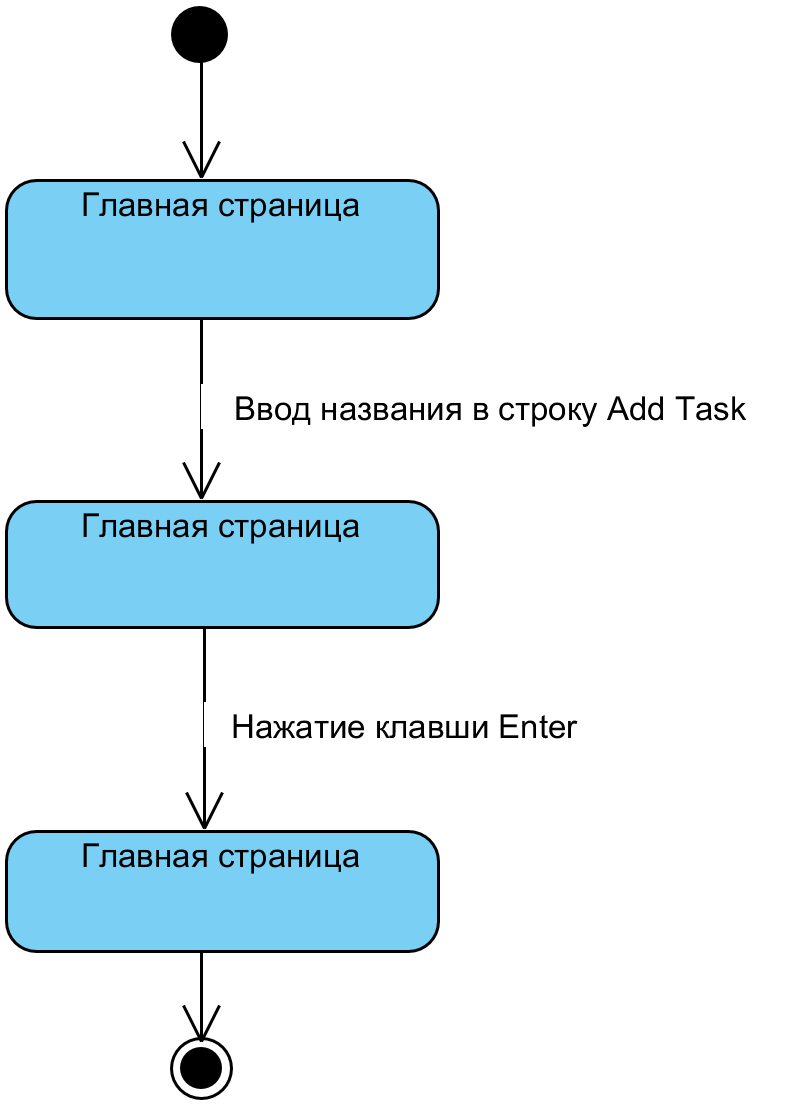 Главная страница
Ввод названия в строку Add Task
Главная страница
Нажатие клавши Enter
Главная страница